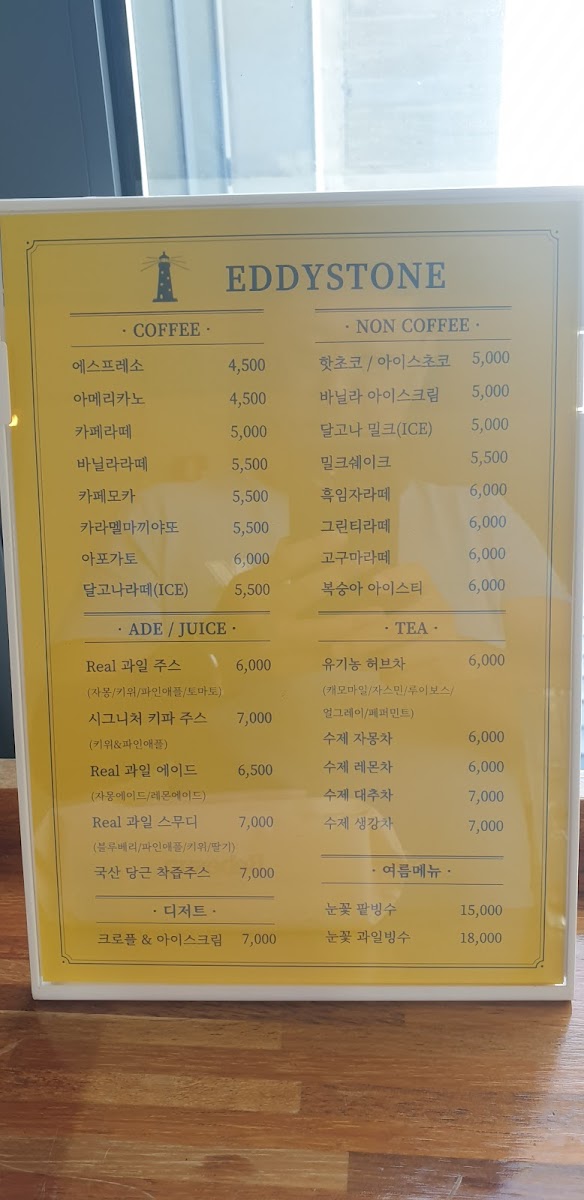 EDDYSTONE
· COFFEE ·
에스프레소 4,500
아메리카노 4,500
카페라떼 5,000
바닐라라떼 5,500
카페모카 5,500
카라멜마끼야또 5,500
아포가토 6,000
달고나라떼(ICE) 5,500
· ADE / JUICE ·
Real 과일 주스 6,000
(자몽/키위/파인애플/토마토)
시그니처 키파 주스 7,000
(키위&파인애플)
Real 과일 에이드 6,500
(자몽에이드/레몬에이드)
Real 과일 스무디 7,000
(블루베리/파인애플/키위/딸기)
국산 당근 착즙주스 7,000
· 디저트 ·
크로플 & 아이스크림 7,000
· NON COFFEE ·
핫초코 / 아이스초코 5,000
바닐라 아이스크림 5,000
달고나 밀크(ICE) 5,000
밀크쉐이크 5,500
흑임자라떼 6,000
그린티라떼 6,000
고구마라떼 6,000
복숭아 아이스티 6,000
· TEA ·
유기농 허브차 6,000
(캐모마일/자스민/루이보스/
얼그레이/페퍼민트)
수제 자몽차 6,000
수제 레몬차 6,000
수제 대추차 7,000
수제 생강차 7,000
· 여름메뉴 ·
눈꽃 팥빙수 15,000
눈꽃 과일빙수 18,000